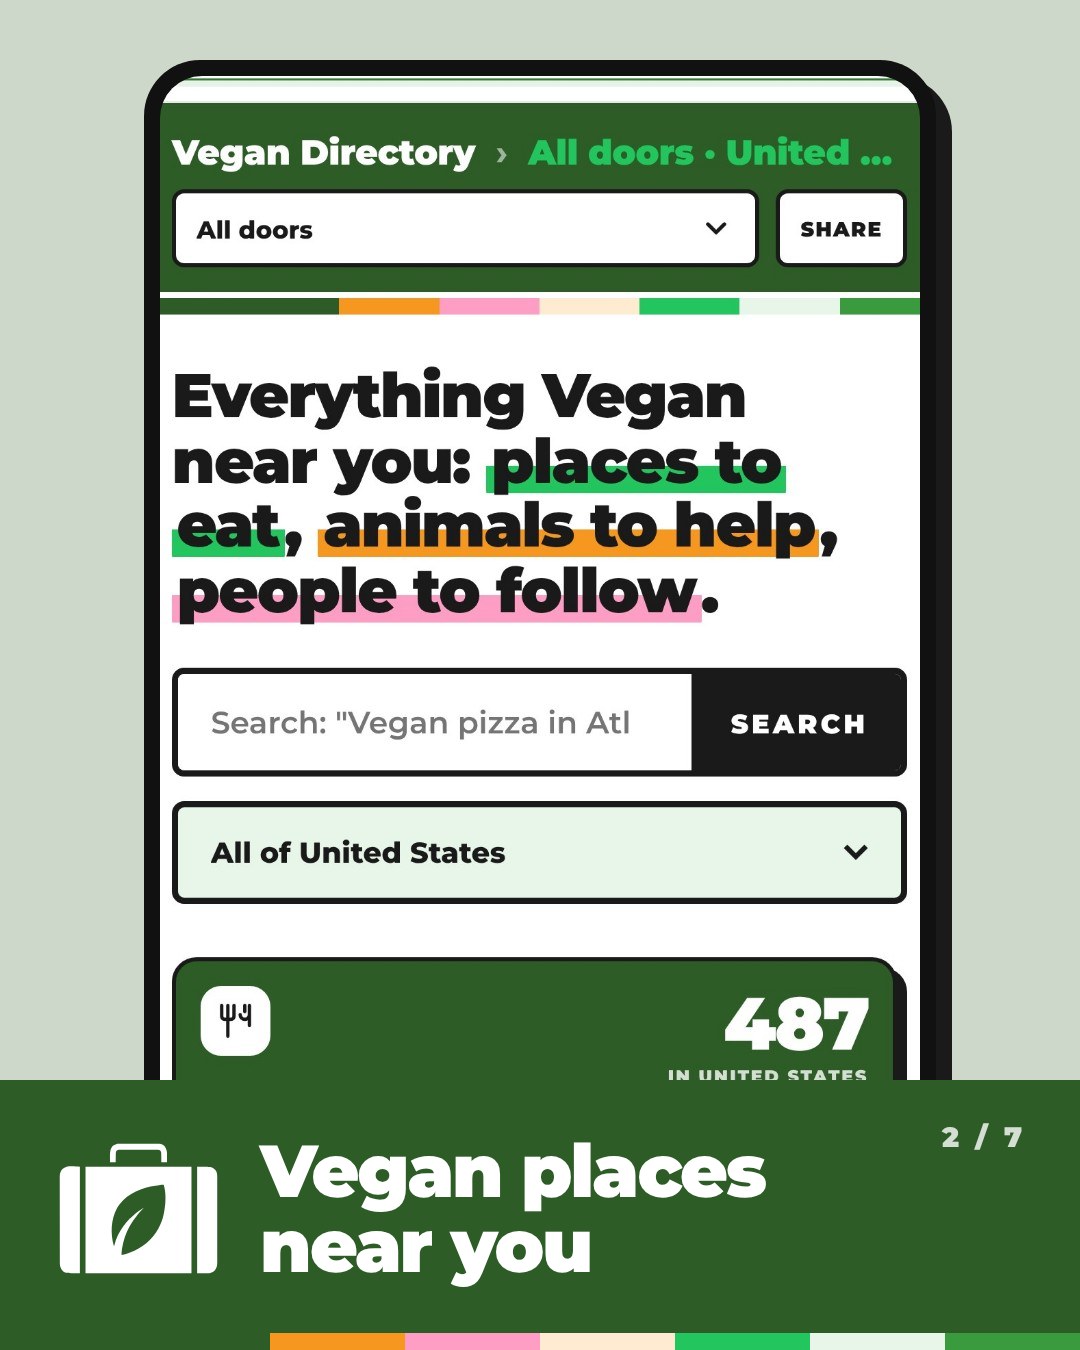 Vegan Directory › All doors · United ...
All doors
SHARE
Everything Vegan
near you: places to
eat, animals to help,
people to follow.
Search: "Vegan pizza in Atl
SEARCH
All of United States
487
IN UNITED STATES
2 / 7
Vegan places
near you